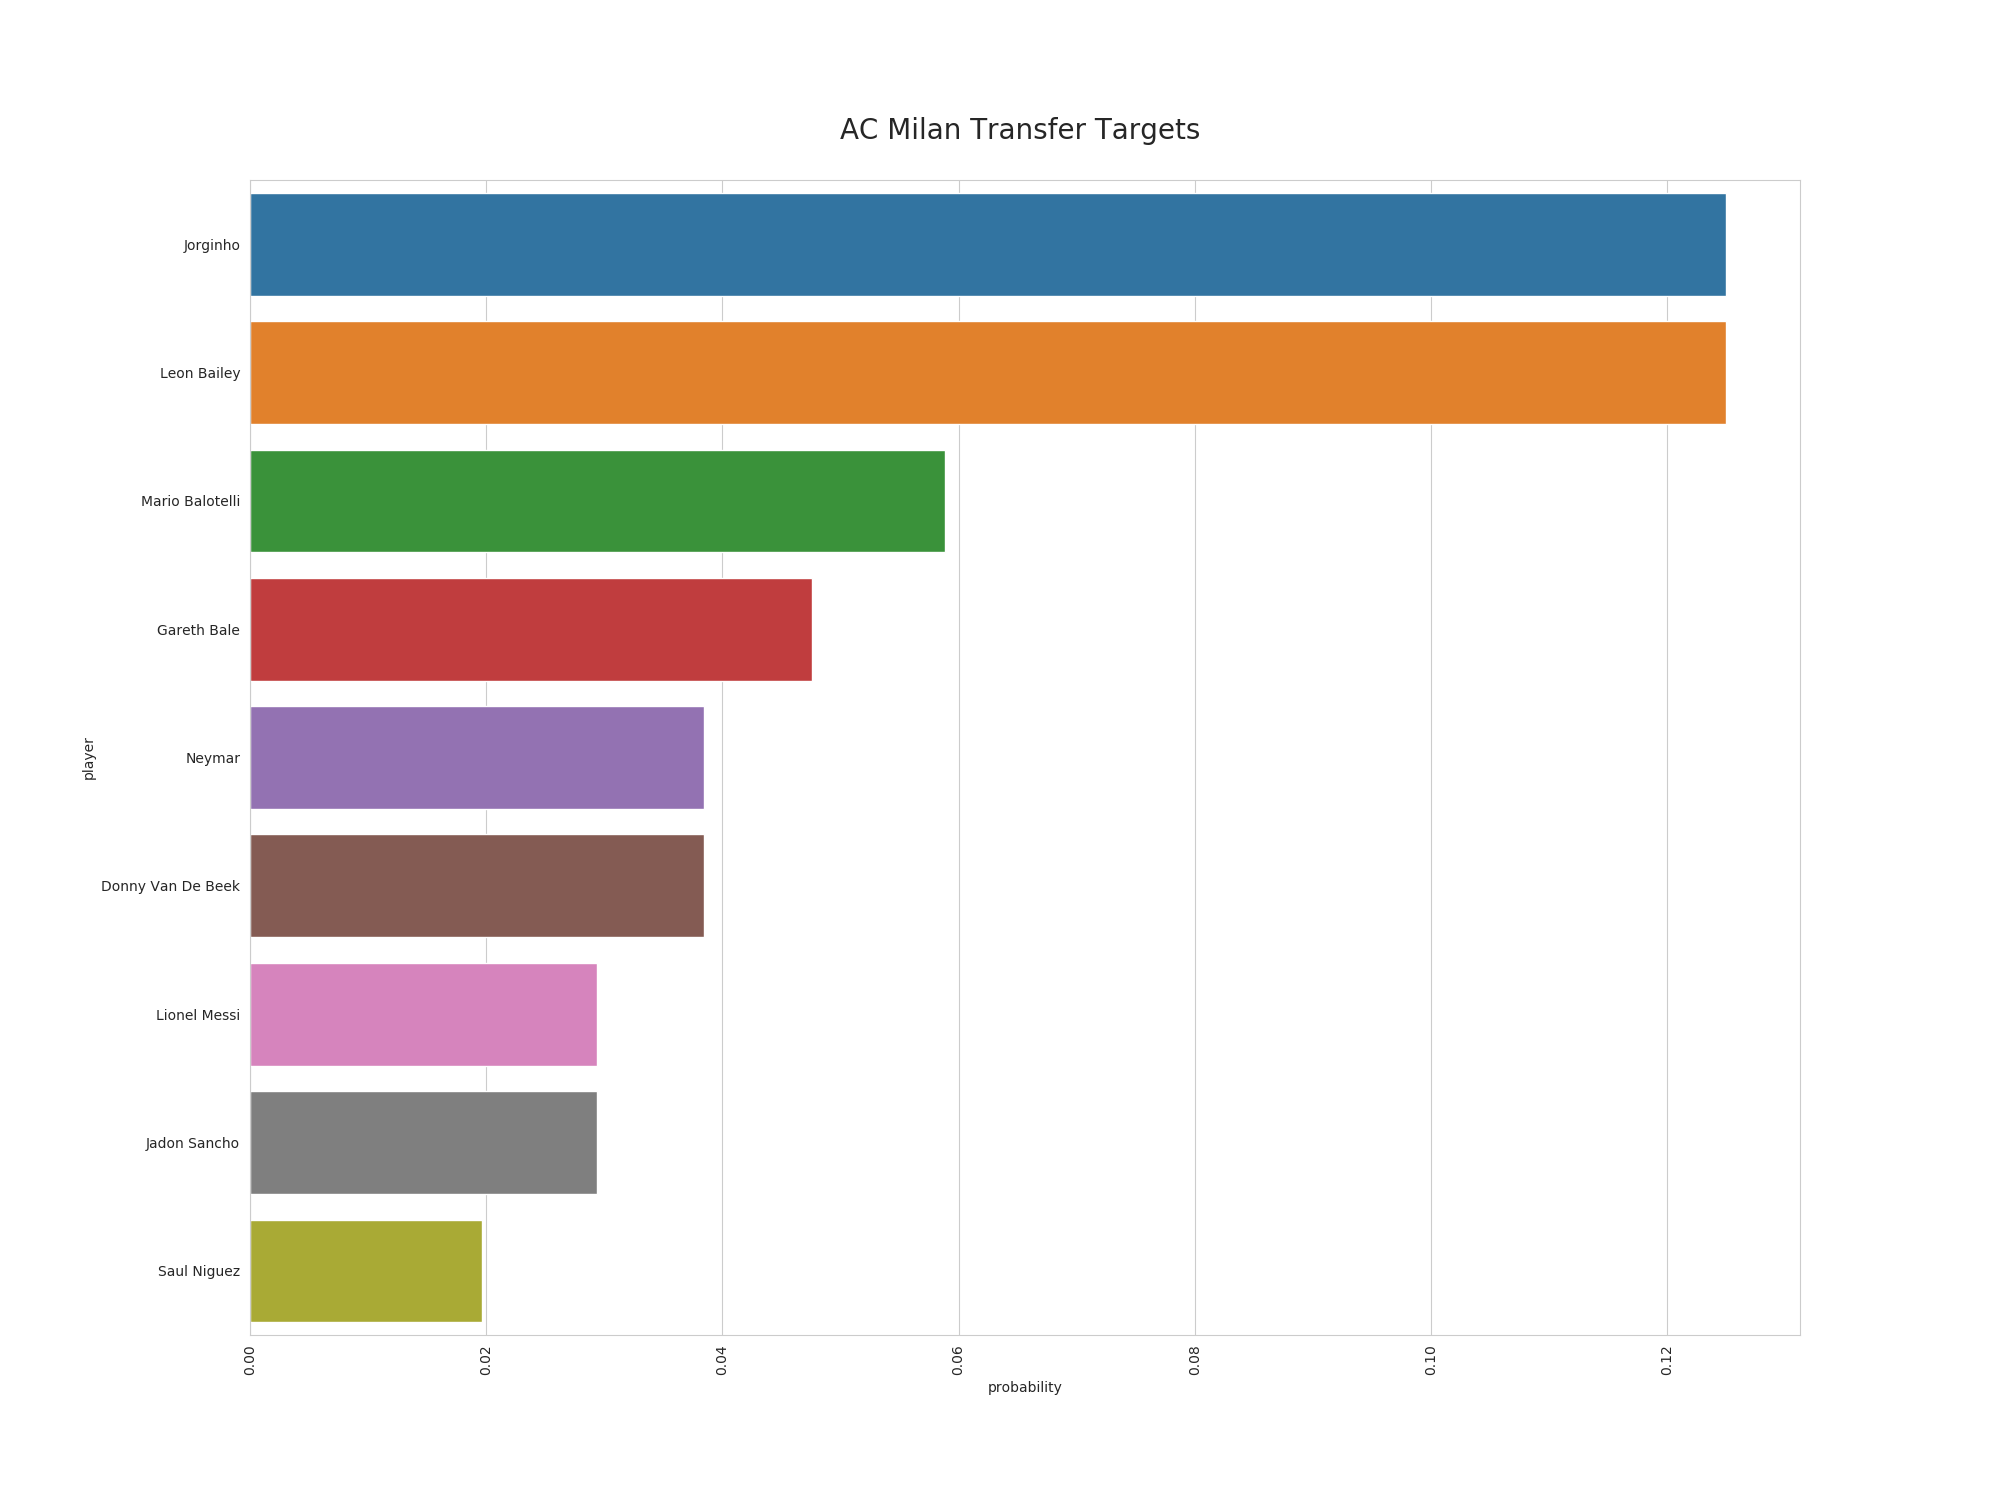 AC Milan Transfer Targets
Jorginho
Leon Bailey
Mario Balotelli
Gareth Bale
Neymar
player
Donny Van De Beek
Lionel Messi
Jadon Sancho
Saul Niguez
0.00 0.02 0.04 0.06 0.08 0.10 0.12
probability